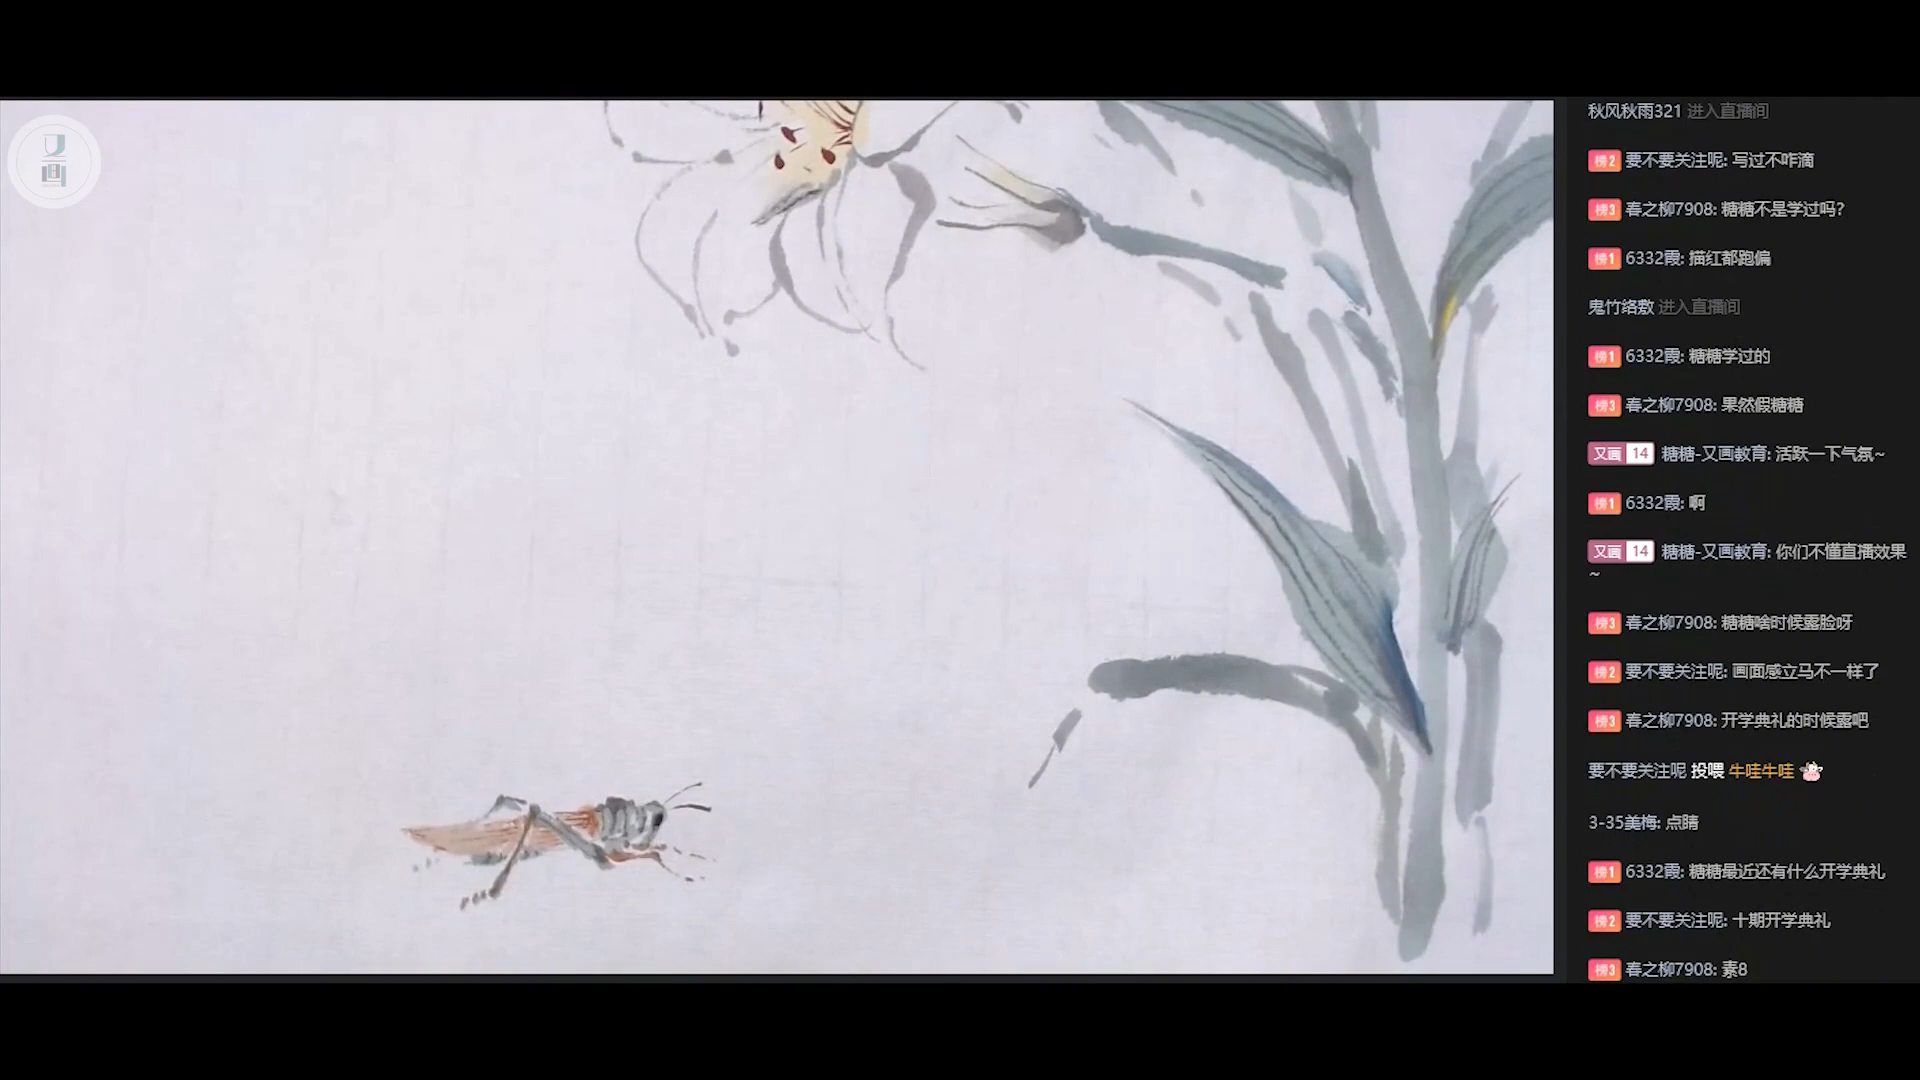 又画
秋风秋雨321 进入直播间
榜2 要不要关注呢: 写过不咋滴
榜3 春之柳7908: 糖糖不是学过吗?
榜1 6332霞: 描红都跑偏
鬼竹络敷 进入直播间
榜1 6332霞: 糖糖学过的
榜3 春之柳7908: 果然假糖糖
又画 14 糖糖-又画教育: 活跃一下气氛~
榜1 6332霞: 啊
又画 14 糖糖-又画教育: 你们不懂直播效果
~
榜3 春之柳7908: 糖糖啥时候露脸呀
榜2 要不要关注呢: 画面感立马不一样了
榜3 春之柳7908: 开学典礼的时候露吧
要不要关注呢 投喂 牛哇牛哇
3-35美梅: 点睛
榜1 6332霞: 糖糖最近还有什么开学典礼
榜2 要不要关注呢: 十期开学典礼
榜3 春之柳7908: 素8